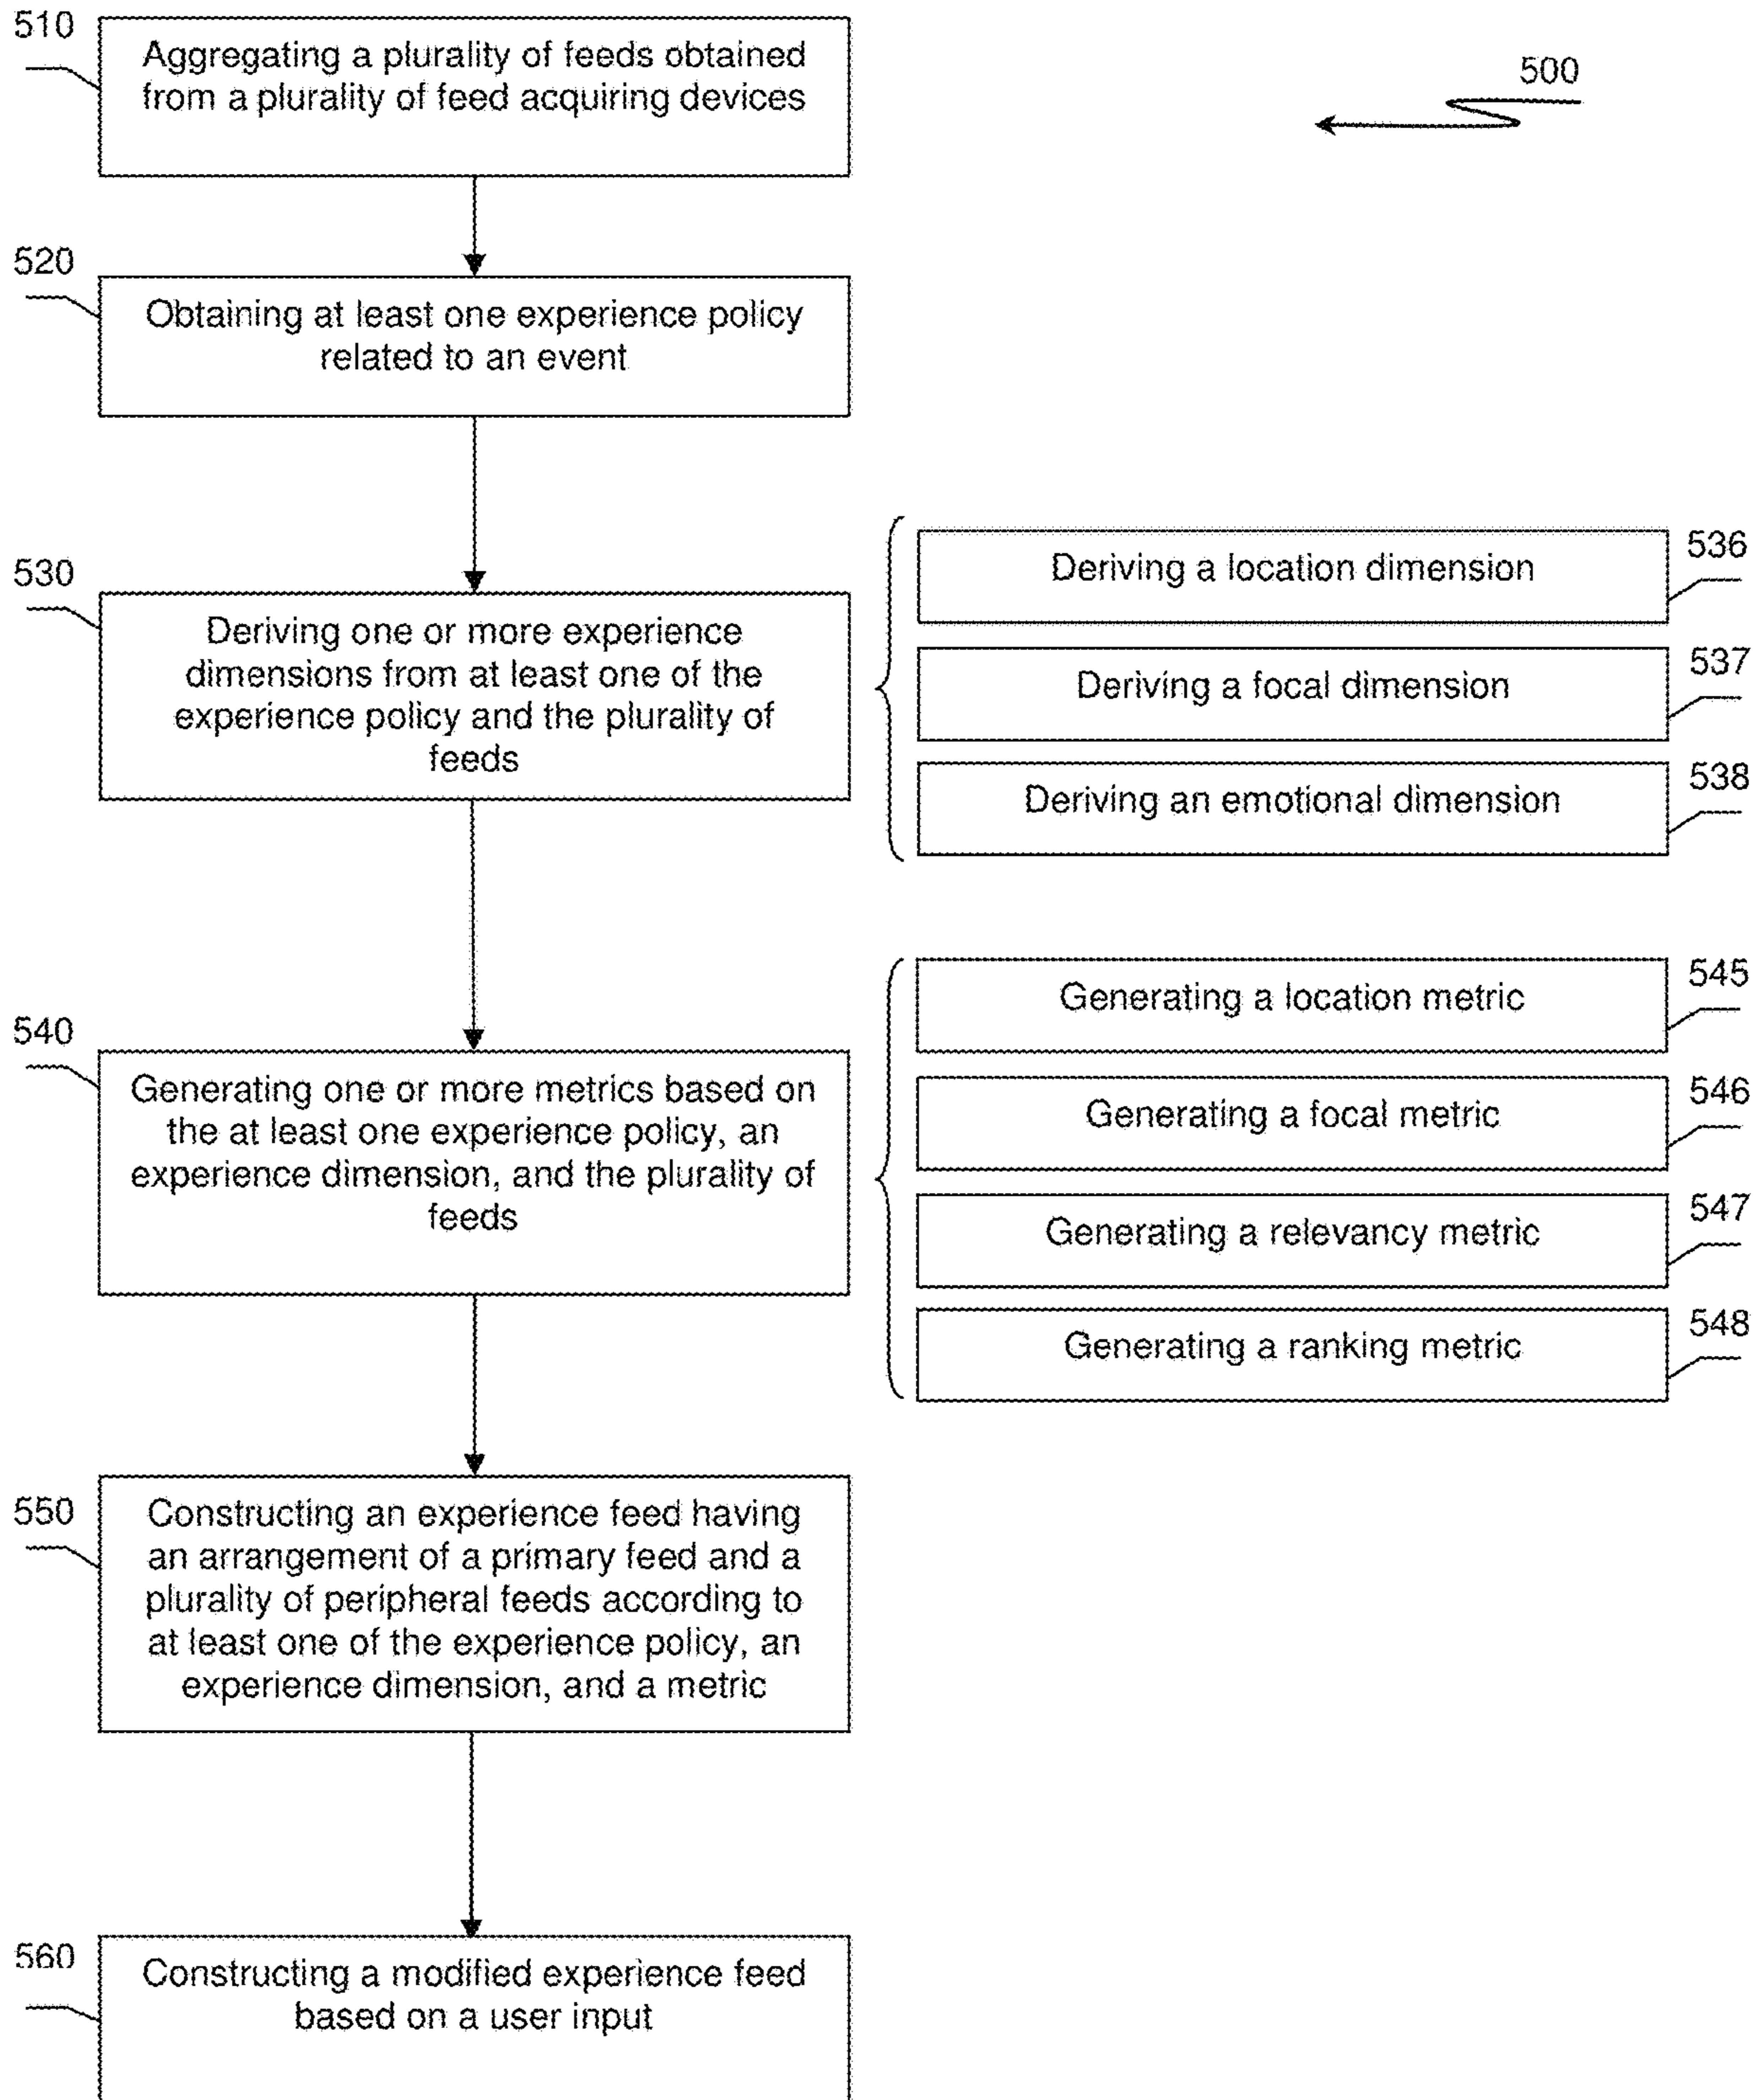 510
Aggregating a plurality of feeds obtained
from a plurality of feed acquiring devices
500
520
Obtaining at least one experience policy
related to an event
530
Deriving one or more experience
dimensions from at least one of the
experience policy and the plurality of
feeds
Deriving a location dimension
536
Deriving a focal dimension
537
Deriving an emotional dimension
538
540
Generating one or more metrics based on
the at least one experience policy, an
experience dimension, and the plurality of
feeds
Generating a location metric
545
Generating a focal metric
546
Generating a relevancy metric
547
Generating a ranking metric
548
550
Constructing an experience feed having
an arrangement of a primary feed and a
plurality of peripheral feeds according to
at least one of the experience policy, an
experience dimension, and a metric
560
Constructing a modified experience feed
based on a user input